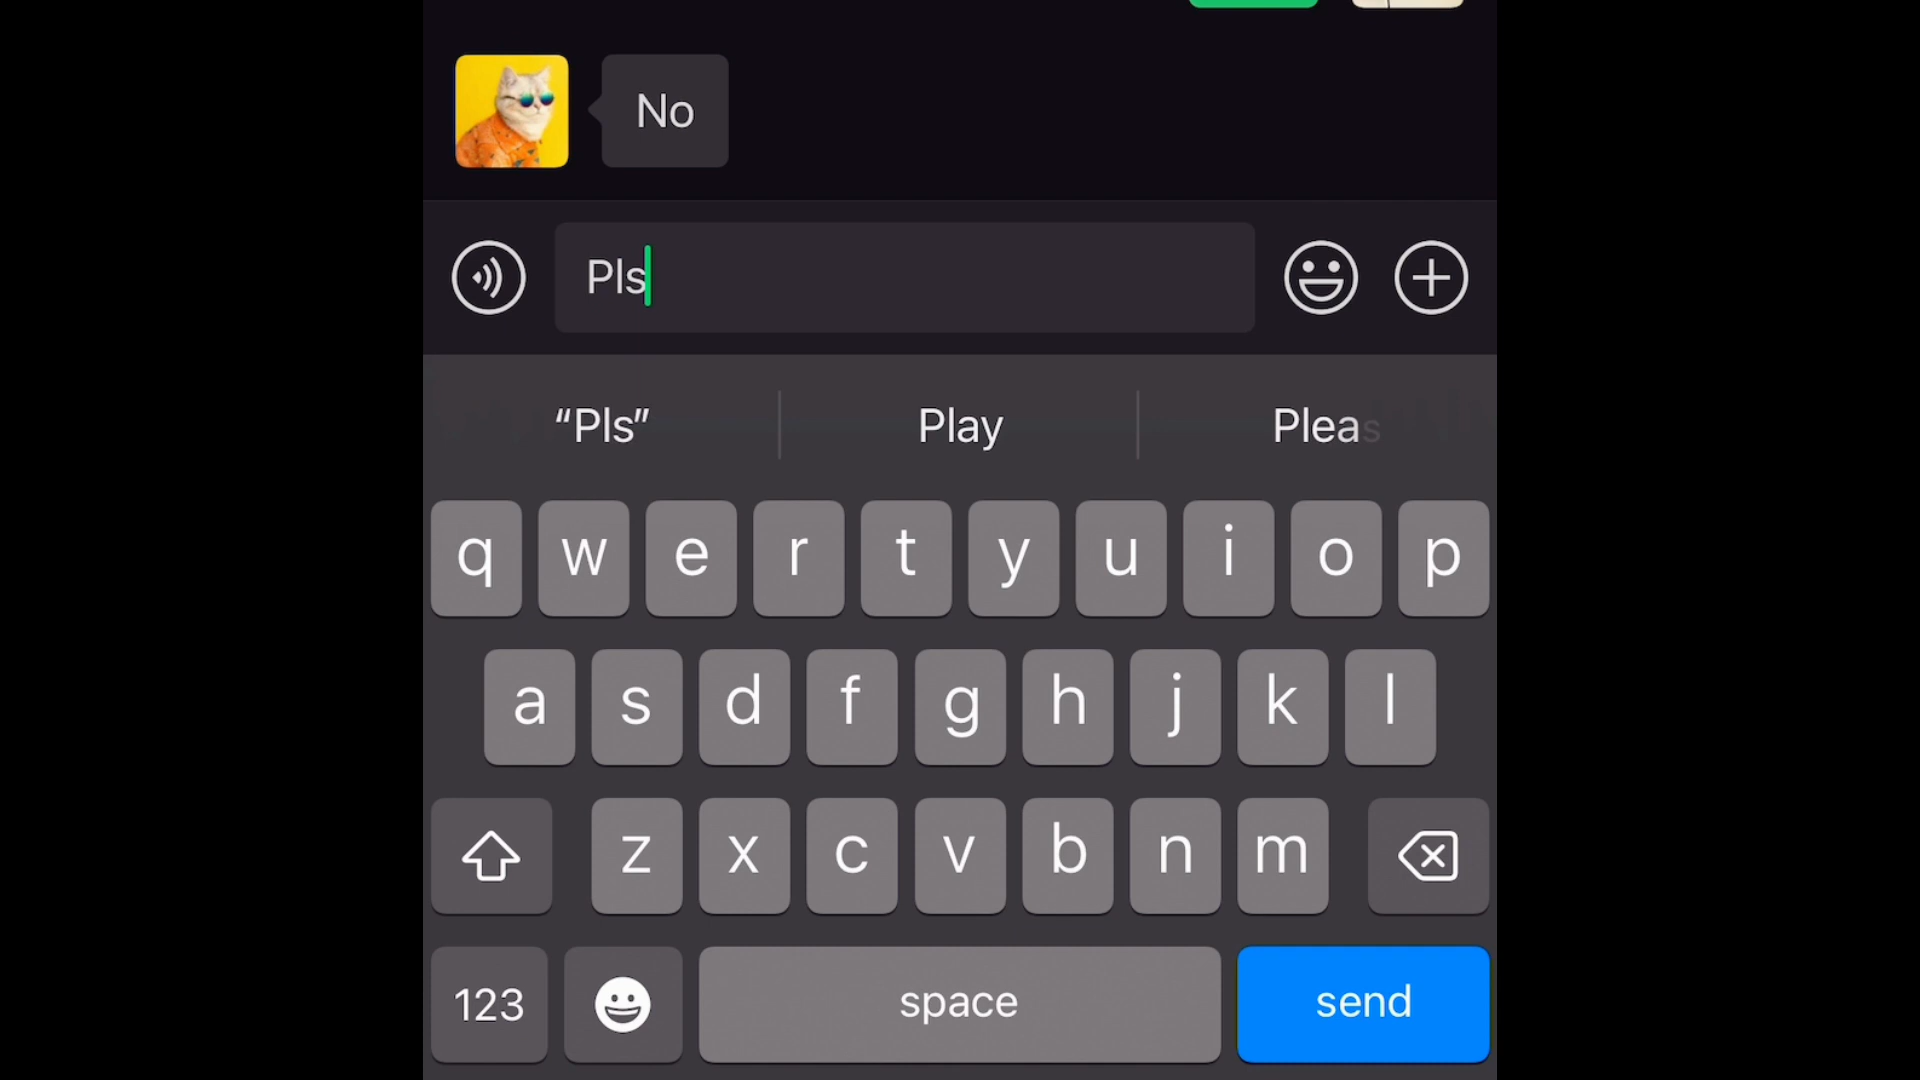 No
Pls
“Pls” Play Pleas
q w e r t y u i o p
a s d f g h j k l
z x c v b n m
123 space send